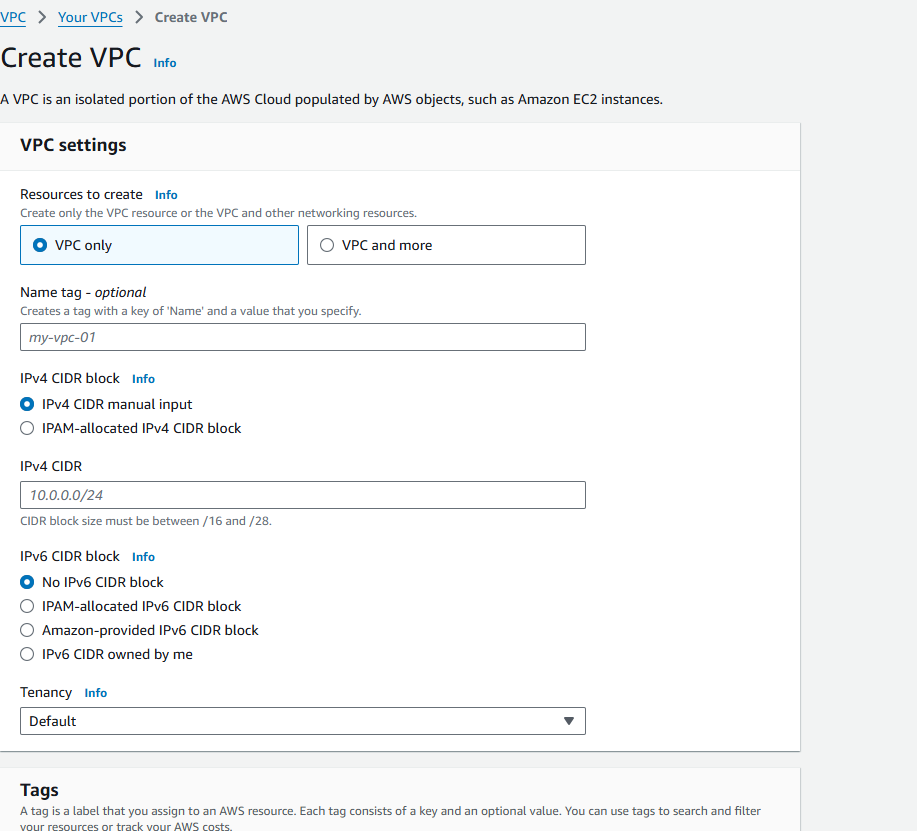 VPC > Your VPCs > Create VPC
Create VPC Info
A VPC is an isolated portion of the AWS Cloud populated by AWS objects, such as Amazon EC2 instances.
VPC settings
Resources to create Info
Create only the VPC resource or the VPC and other networking resources.
VPC only
VPC and more
Name tag - optional
Creates a tag with a key of 'Name' and a value that you specify.
my-vpc-01
IPv4 CIDR block Info
IPv4 CIDR manual input
IPAM-allocated IPv4 CIDR block
IPv4 CIDR
10.0.0.0/24
CIDR block size must be between /16 and /28.
IPv6 CIDR block Info
No IPv6 CIDR block
IPAM-allocated IPv6 CIDR block
Amazon-provided IPv6 CIDR block
IPv6 CIDR owned by me
Tenancy Info
Default
Tags
A tag is a label that you assign to an AWS resource. Each tag consists of a key and an optional value. You can use tags to search and filter
your resources or track your AWS costs.